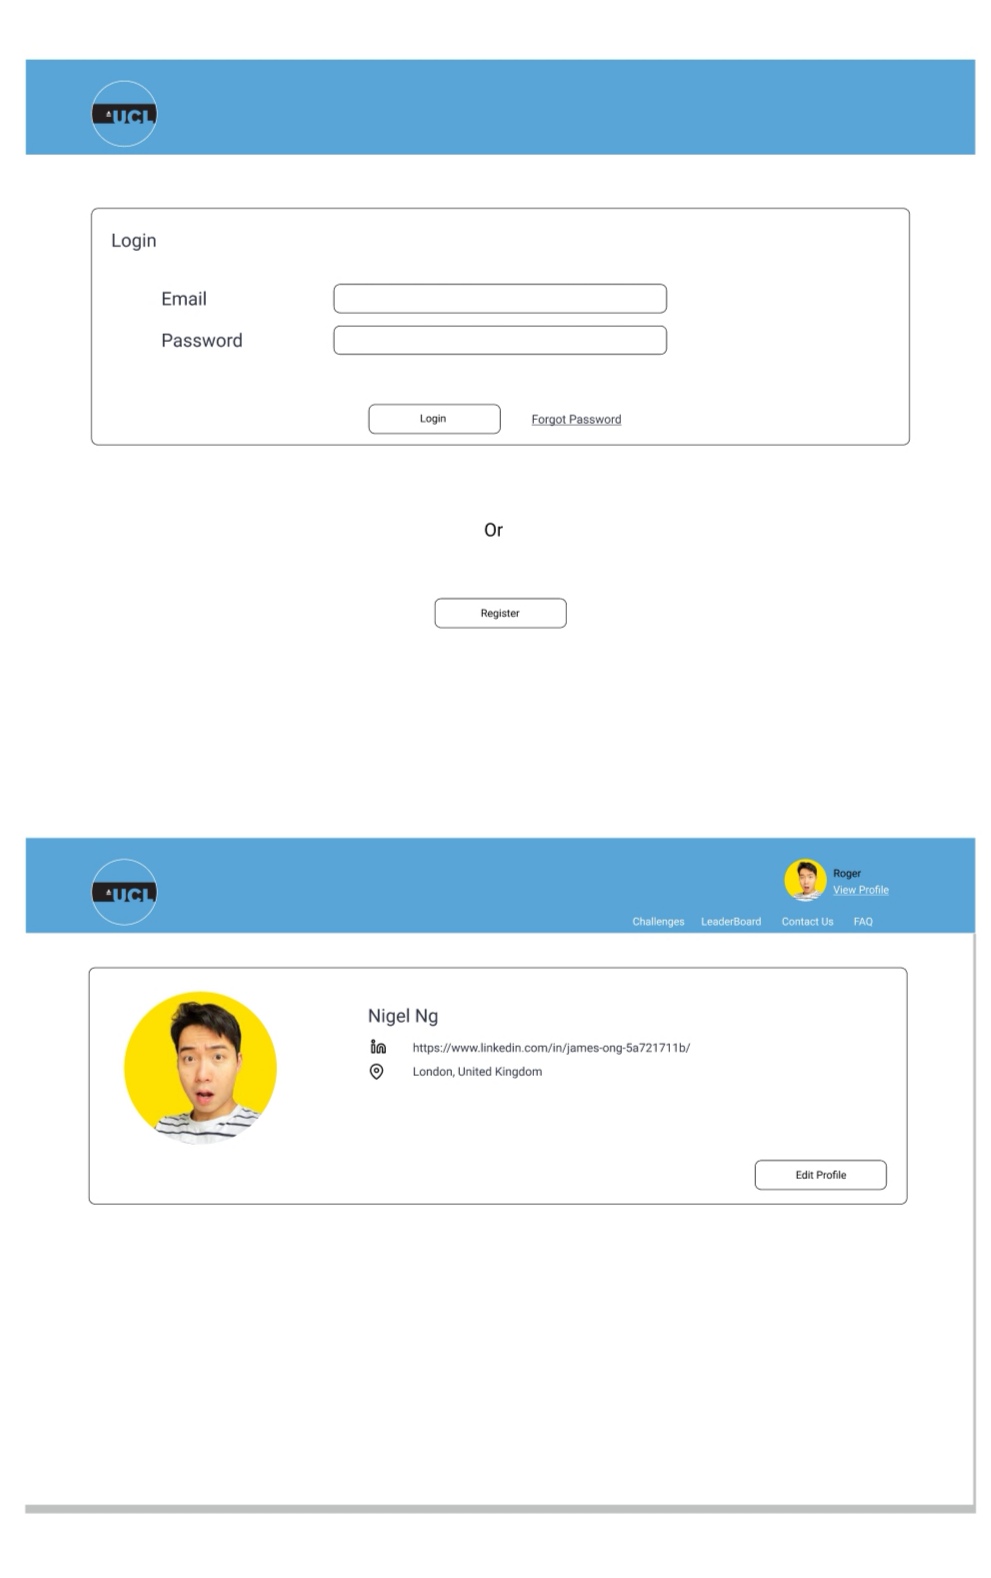 UCL
Login
Email
Password
Login Forgot Password
Or
Register
UCL
Roger
View Profile
Challenges LeaderBoard Contact Us FAQ
Nigel Ng
https://www.linkedin.com/in/james-ong-5a721711b/
London, United Kingdom
Edit Profile